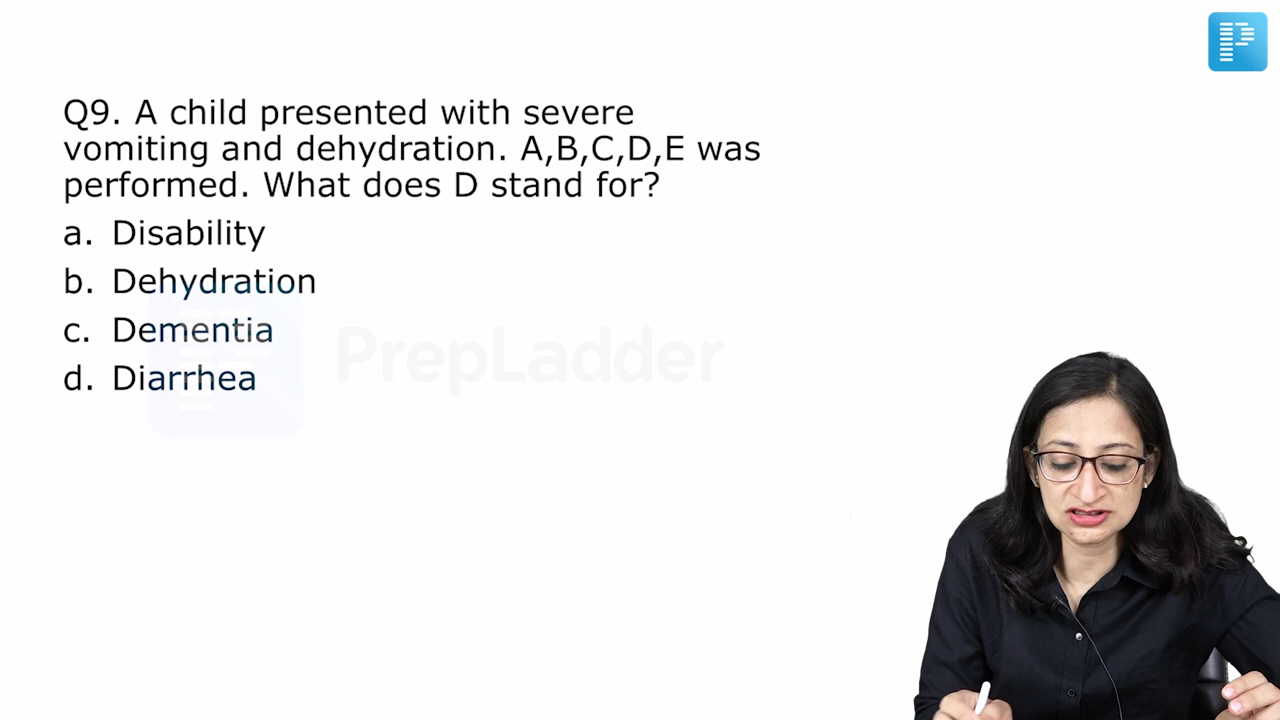 Q9. A child presented with severe
vomiting and dehydration. A,B,C,D,E was
performed. What does D stand for?
a. Disability
b. Dehydration
c. Dementia
d. Diarrhea
PrepLadder